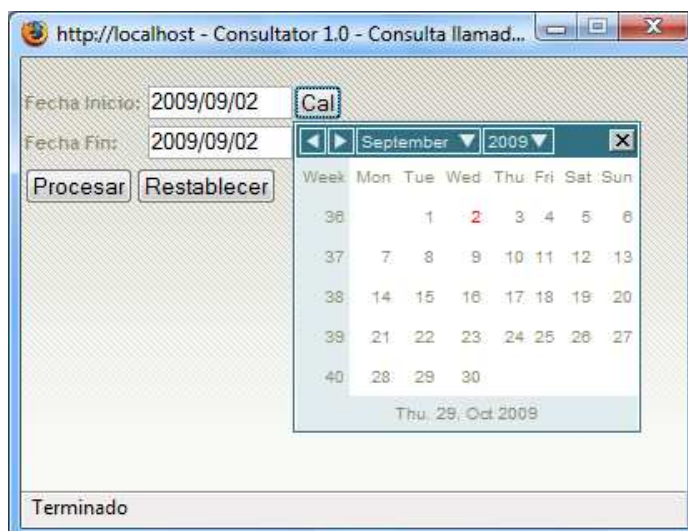 http://localhost - Consultator 1.0 - Consulta llamad...
Fecha Inicio: 2009/09/02 Cal
Fecha Fin: 2009/09/02
September 2009 X
Procesar Restablecer
Week Mon Tue Wed Thu Fri Sat Sun
36 1 2 3 4 5 6
37 7 8 9 10 11 12 13
38 14 15 16 17 18 19 20
39 21 22 23 24 25 26 27
40 28 29 30
Thu, 29. Oct 2009
Terminado